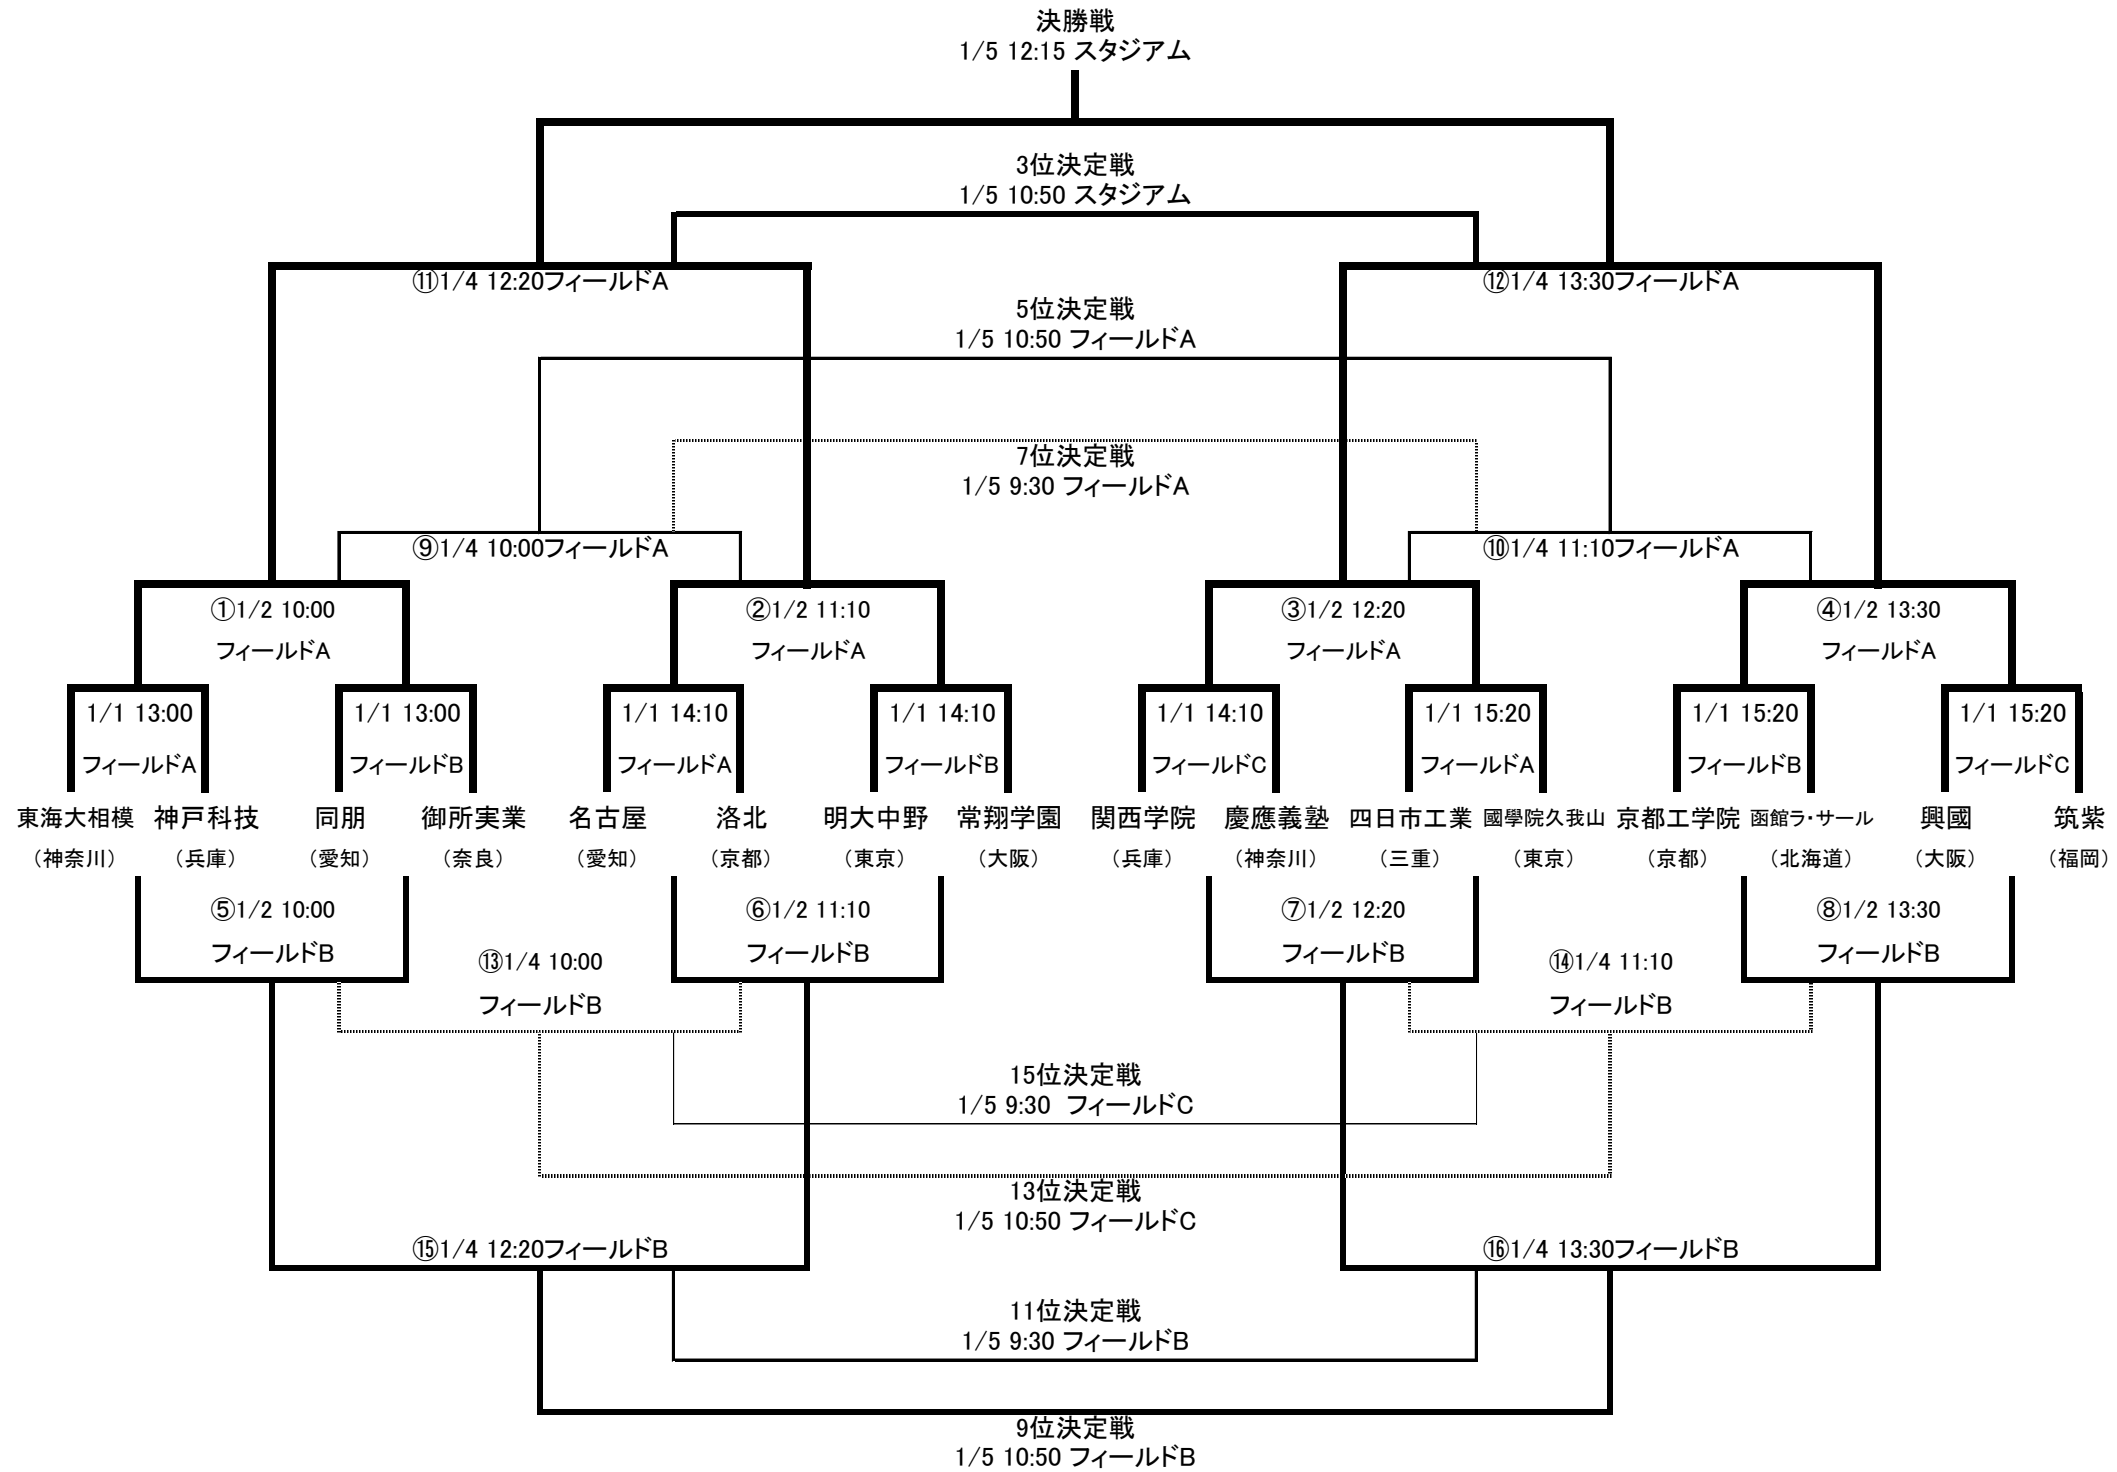 決勝戦
1/5 12:15 スタジアム
3位決定戦
1/5 10:50 スタジアム
⑪1/4 12:20フィールドA
⑫1/4 13:30フィールドA
5位決定戦
1/5 10:50 フィールドA
7位決定戦
1/5 9:30 フィールドA
⑨1/4 10:00フィールドA
⑩1/4 11:10フィールドA
①1/2 10:00 ②1/2 11:10 ③1/2 12:20 ④1/2 13:30
フィールドA フィールドA フィールドA フィールドA
1/1 13:00 1/1 13:00 1/1 14:10 1/1 14:10 1/1 14:10 1/1 15:20 1/1 15:20 1/1 15:20
フィールドA フィールドB フィールドA フィールドB フィールドC フィールドA フィールドB フィールドC
東海大相模 神戸科技 同朋 御所実業 名古屋 洛北 明大中野 常翔学園 関西学院 慶應義塾 四日市工業 國學院久我山 京都工学院 函館ラ・サール 興國 筑紫
（神奈川） （兵庫） （愛知） （奈良） （愛知） （京都） （東京） （大阪） （兵庫） （神奈川） （三重） （東京） （京都） （北海道） （大阪） （福岡）
⑤1/2 10:00 ⑥1/2 11:10 ⑦1/2 12:20 ⑧1/2 13:30
フィールドB フィールドB フィールドB フィールドB
⑬1/4 10:00 ⑭1/4 11:10
フィールドB フィールドB
15位決定戦
1/5 9:30 フィールドC
13位決定戦
1/5 10:50 フィールドC
⑮1/4 12:20フィールドB
⑯1/4 13:30フィールドB
11位決定戦
1/5 9:30 フィールドB
9位決定戦
1/5 10:50 フィールドB